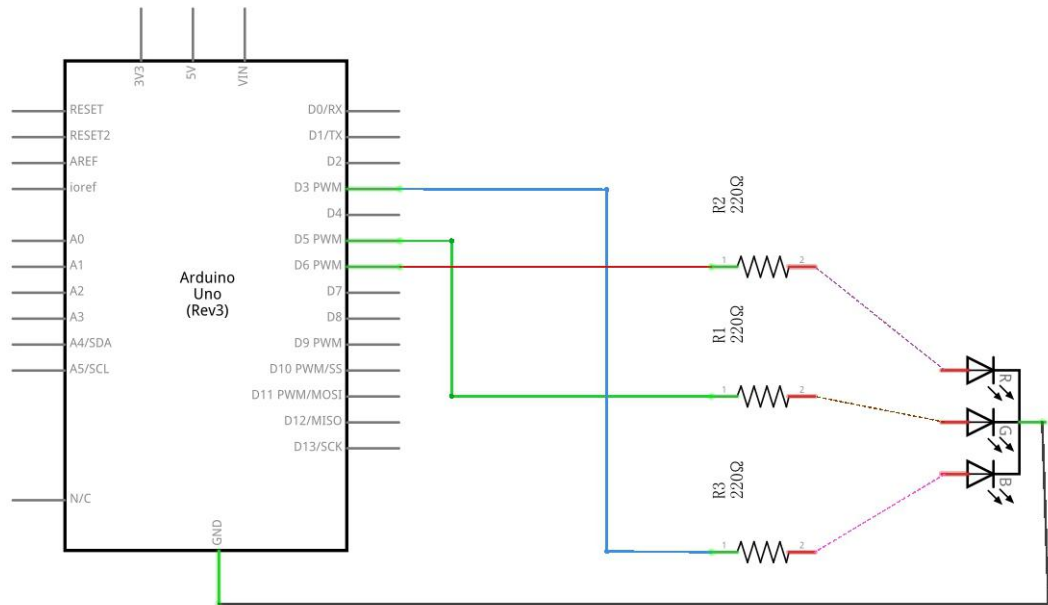 3V3
5V
VIN
RESET
RESET2
AREF
ioref
A0
A1
A2
A3
A4/SDA
A5/SCL
N/C
Arduino
Uno
(Rev3)
GND
D0/RX
D1/TX
D2
D3 PWM
D4
D5 PWM
D6 PWM
D7
D8
D9 PWM
D10 PWM/SS
D11 PWM/MOSI
D12/MISO
D13/SCK
R2
220Ω
1
2
R1
220Ω
1
2
R3
220Ω
1
2
R
G
B